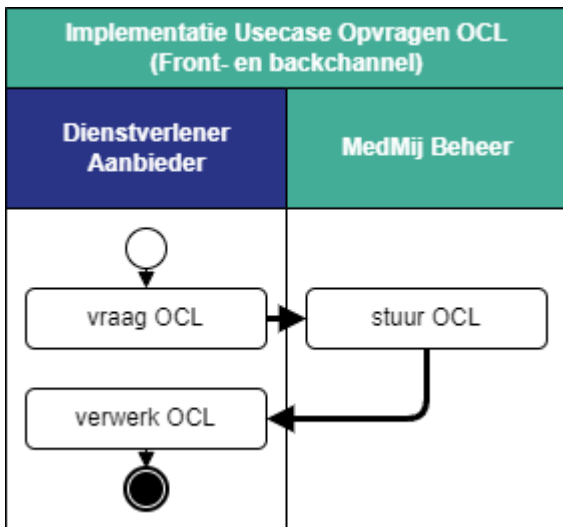 Implementatie Usecase Opvragen OCL
(Front- en backchannel)
Dienstverlener
Aanbieder
MedMij Beheer
vraag OCL
stuur OCL
verwerk OCL